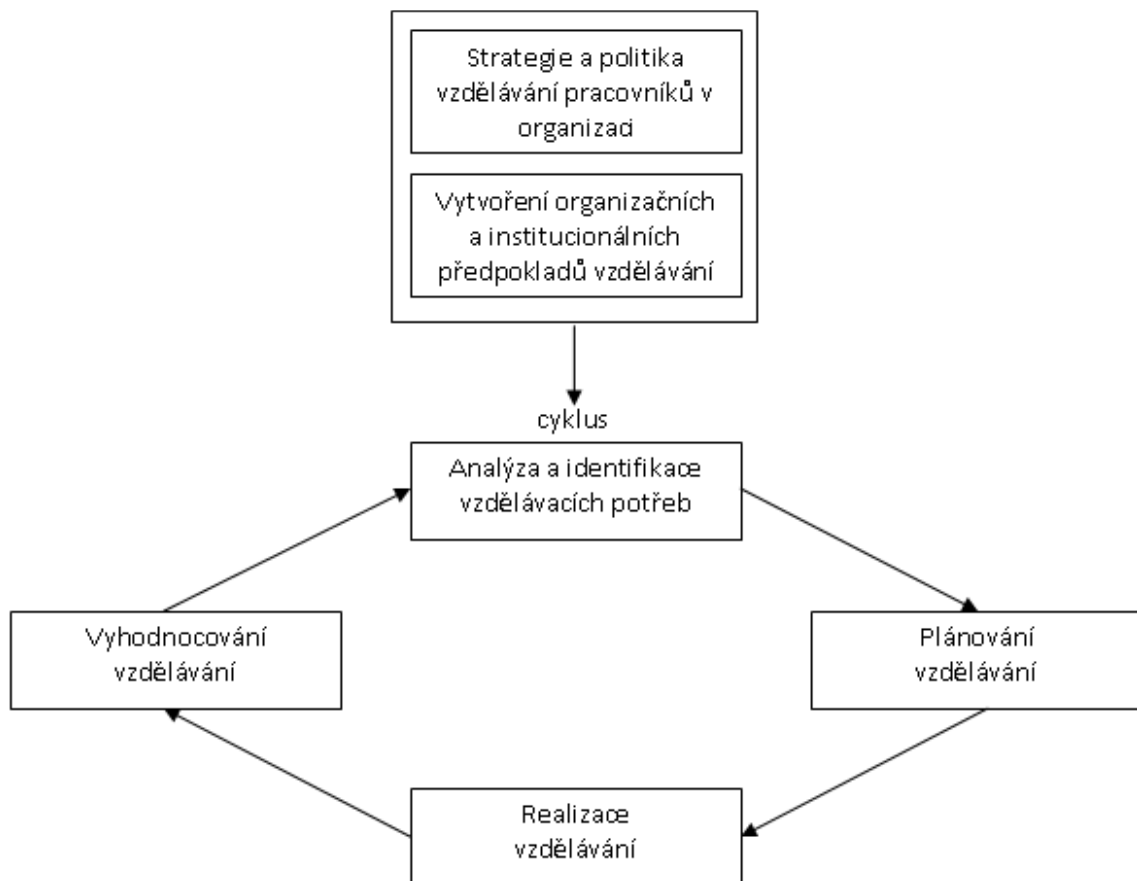 Strategie a politika
vzdělávání pracovníků v
organizaci
Vytvoření organizačních
a institucionálních
předpokladů vzdělávání
cyklus
Analýza a identifikace
vzdělávacích potřeb
Vyhodnocování
vzdělávání
Plánování
vzdělávání
Realizace
vzdělávání